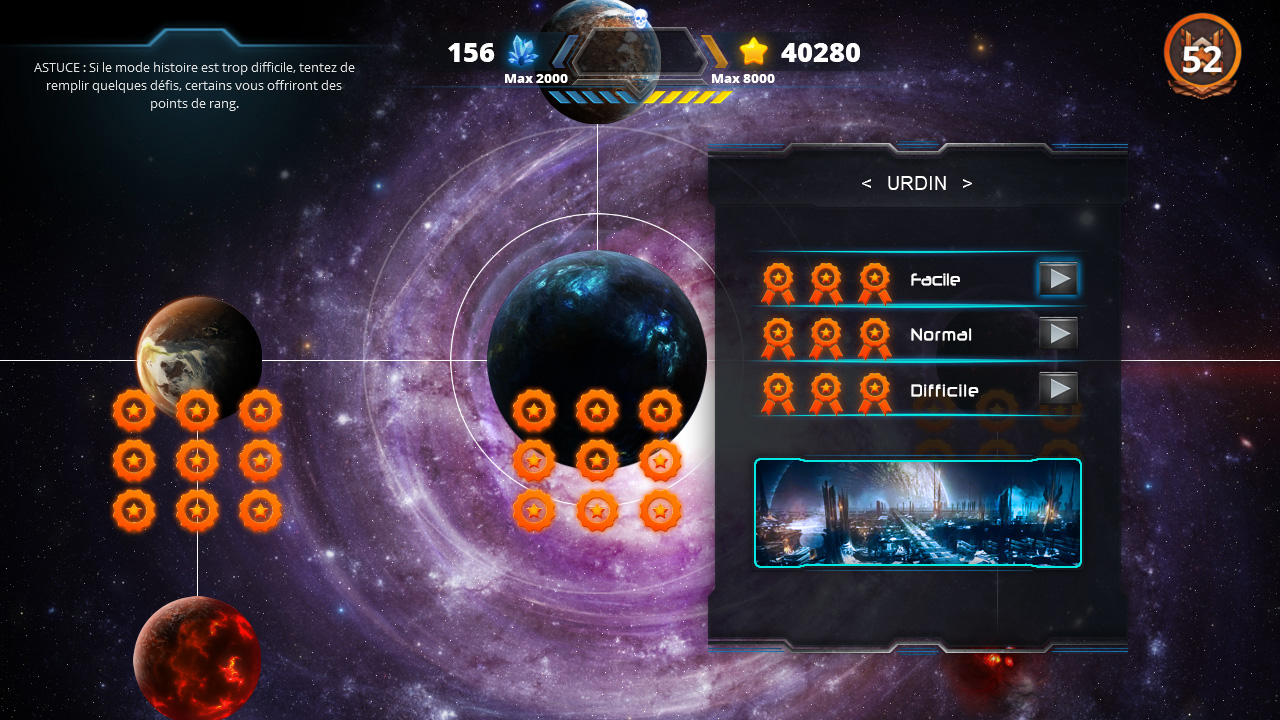 ASTUCE : Si le mode histoire est trop difficile, tentez de
remplir quelques défis, certains vous offriront des
points de rang.
156
40280
Max 2000
Max 8000
52
< URDIN >
Facile
Normal
Difficile